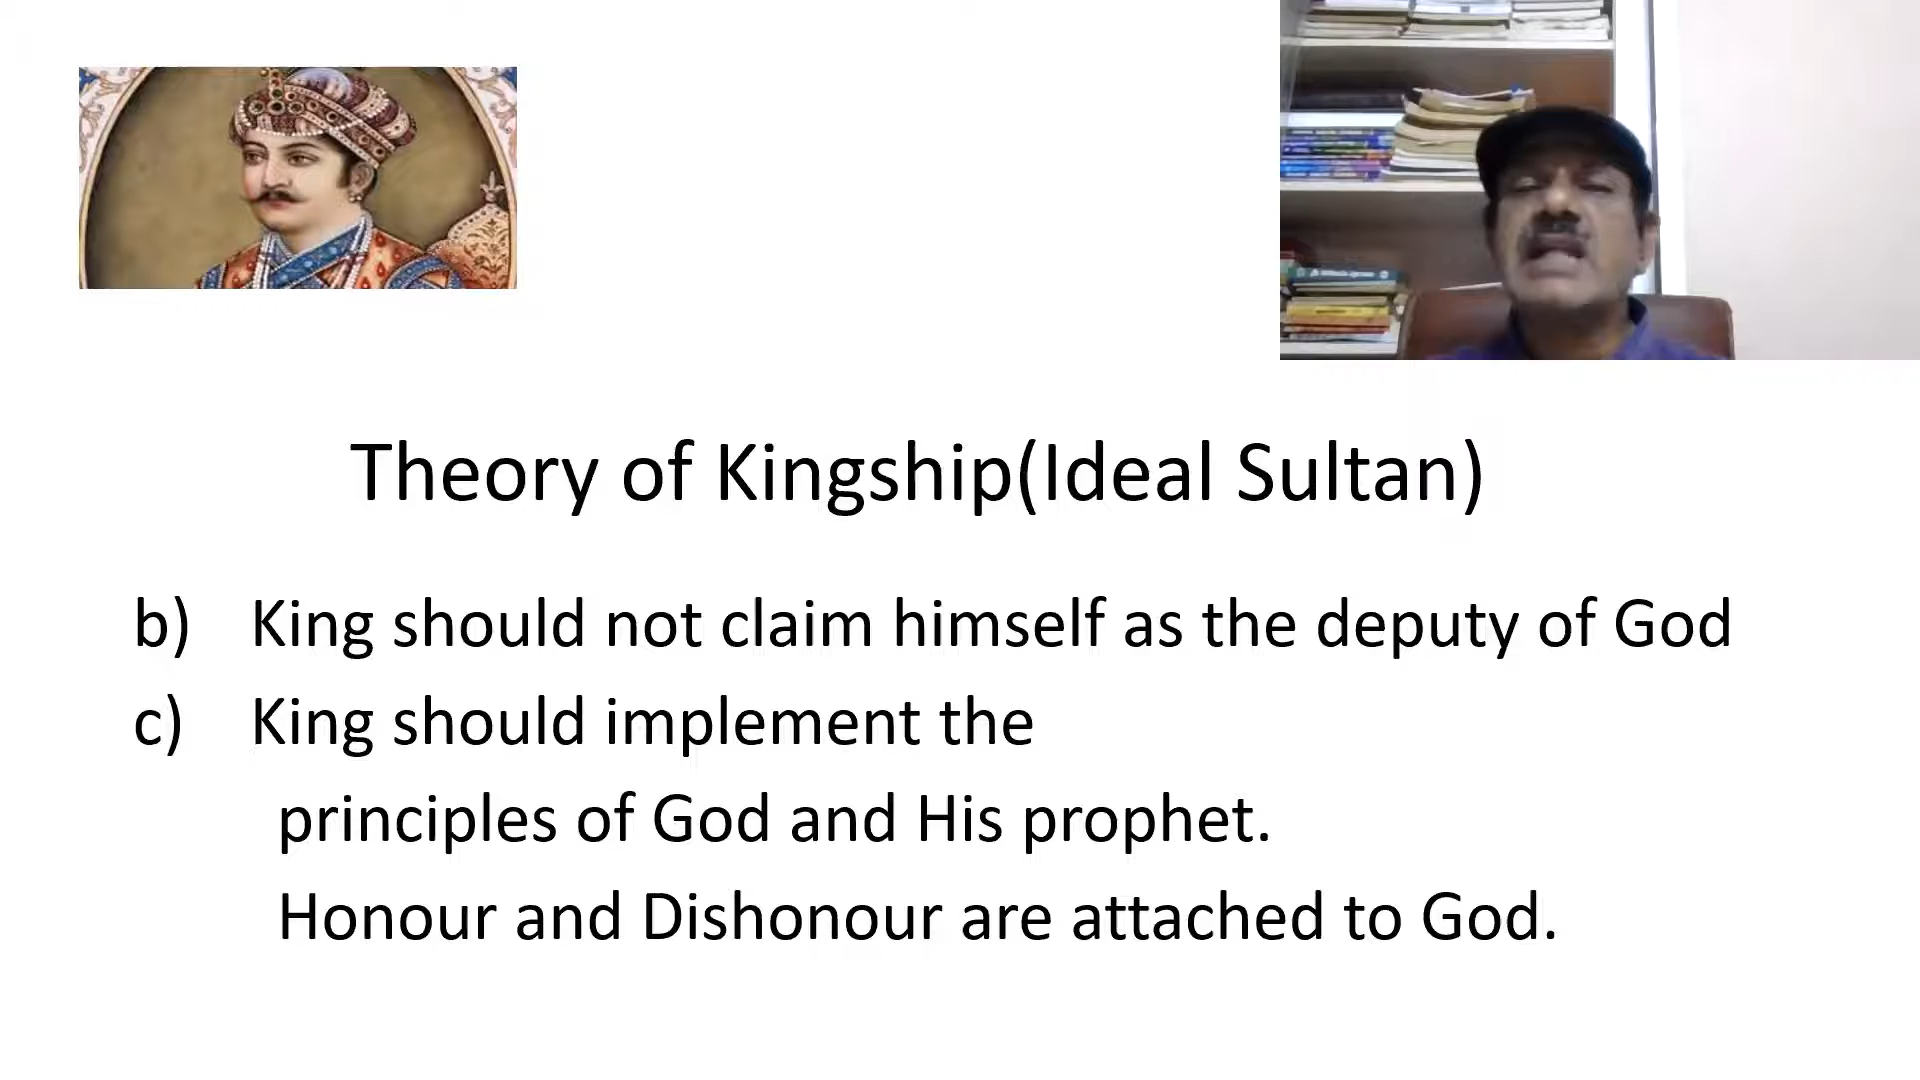 Theory of Kingship(Ideal Sultan)
b) King should not claim himself as the deputy of God
c) King should implement the
principles of God and His prophet.
Honour and Dishonour are attached to God.